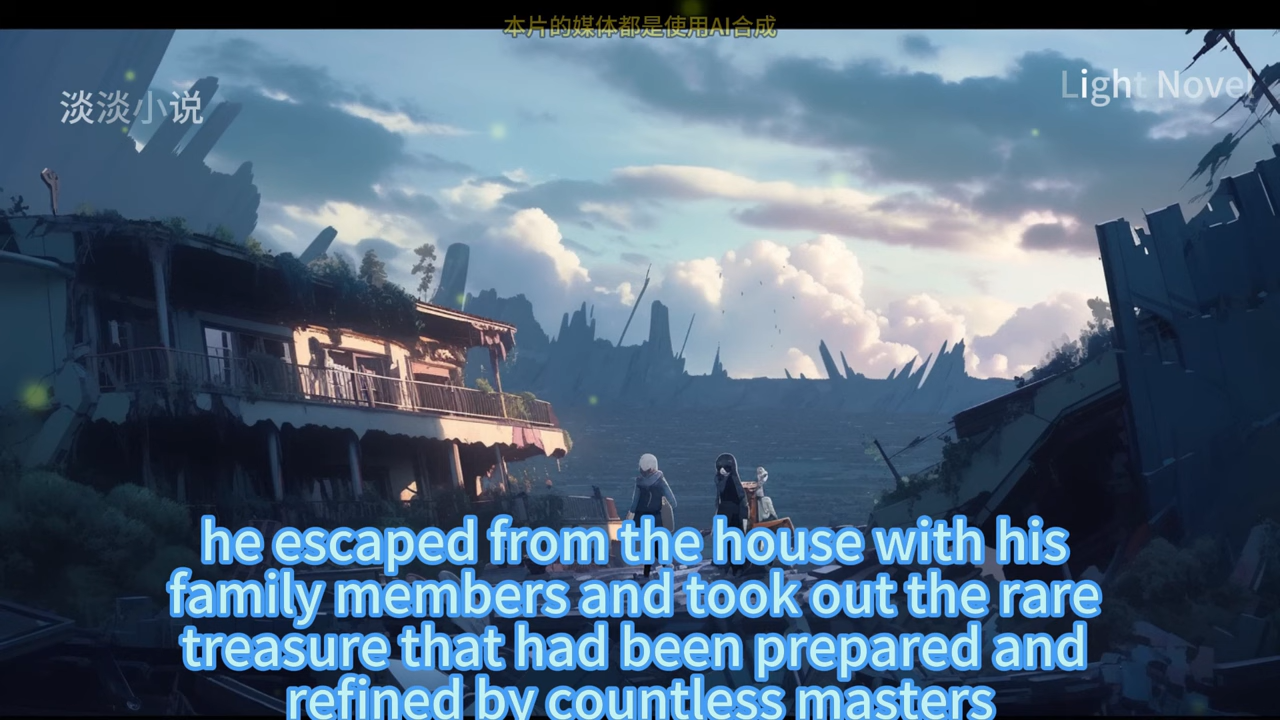 本片的媒体都是使用AI合成
淡淡小说
Light Novel
he escaped from the house with his
family members and took out the rare
treasure that had been prepared and
refined by countless masters